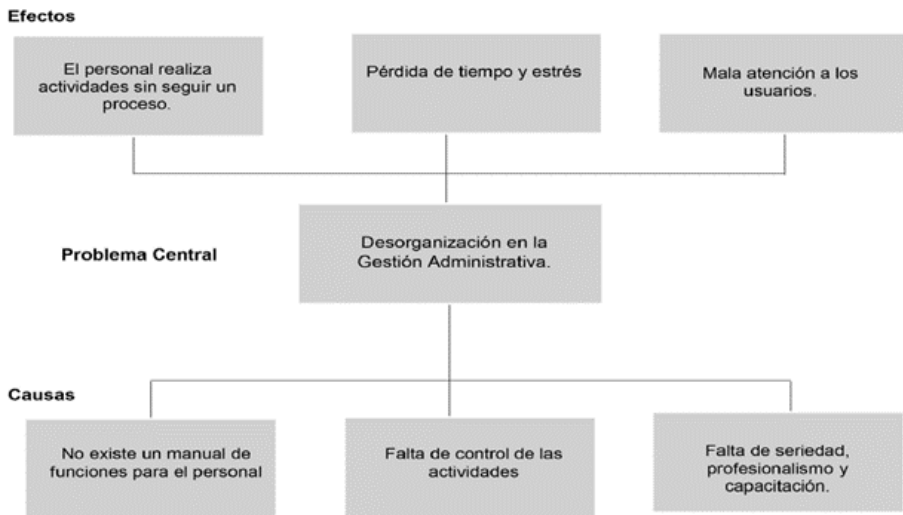 Efectos
El personal realiza
actividades sin seguir un
proceso.
Pérdida de tiempo y estrés
Mala atención a los
usuarios.
Problema Central
Desorganización en la
Gestión Administrativa.
Causas
No existe un manual de
funciones para el personal
Falta de control de las
actividades
Falta de seriedad,
profesionalismo y
capacitación.